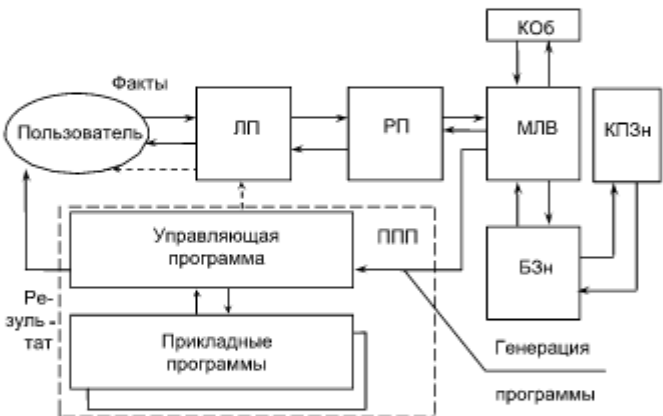 КОб
Факты
Пользователь
ЛП
РП
МЛВ
КПЗн
Управляющая
программа
ППП
БЗн
Ре-
зуль -
тат
Прикладные
программы
Генерация
программы